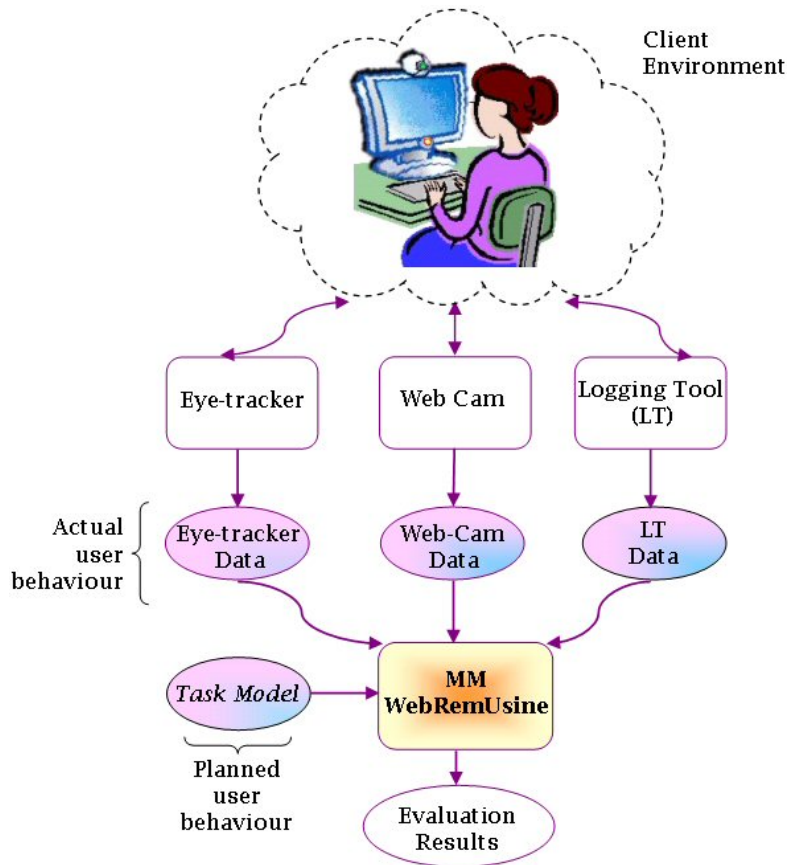 Client
Environment
Eye-tracker
Web Cam
Logging Tool
(LT)
Actual
user
behaviour
Eye-tracker
Data
Web-Cam
Data
LT
Data
Task Model
MM
WebRemUsine
Planned
user
behaviour
Evaluation
Results